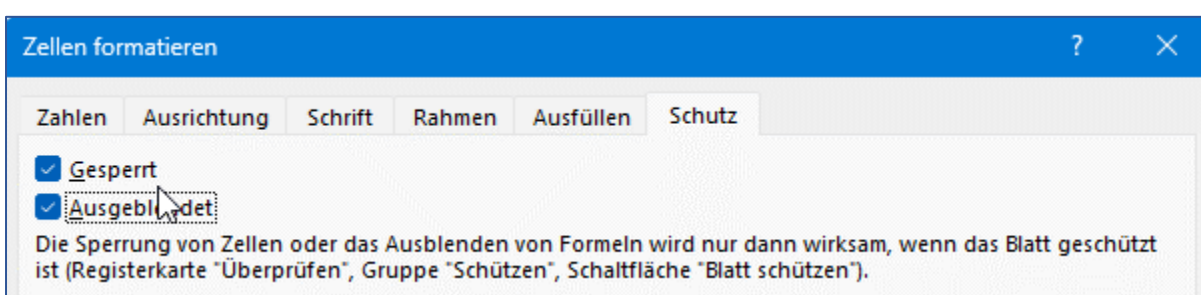 Zellen formatieren ?
Zahlen Ausrichtung Schrift Rahmen Ausfüllen Schutz
Gesperrt
Ausgeblendet
Die Sperrung von Zellen oder das Ausblenden von Formeln wird nur dann wirksam, wenn das Blatt geschützt
ist (Registerkarte "Überprüfen", Gruppe "Schützen", Schaltfläche "Blatt schützen").